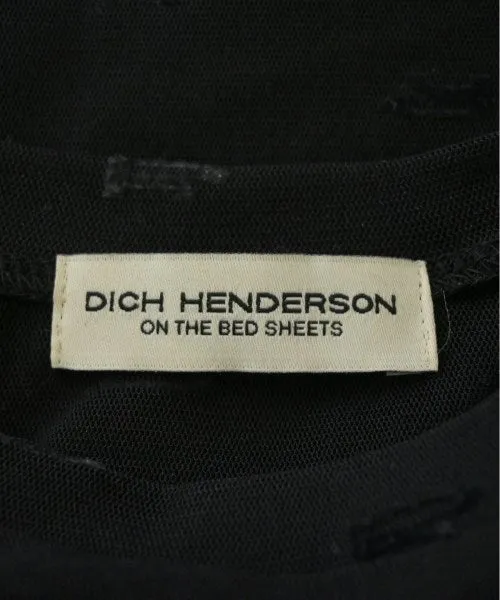 DICH HENDERSON
ON THE BED SHEETS